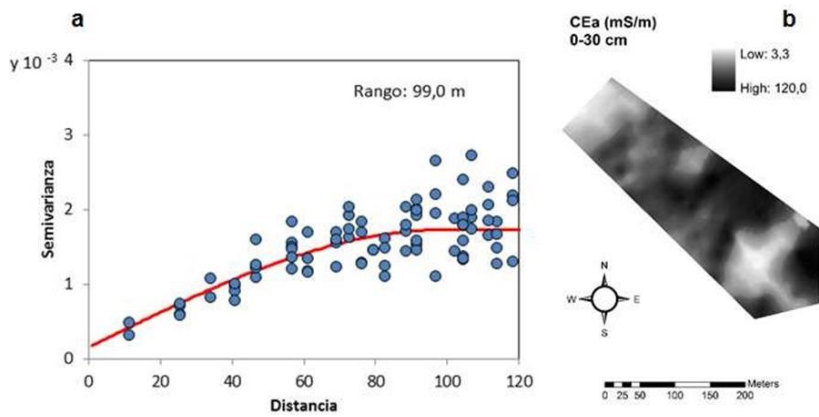 a
γ 10 -3
4
3
2
1
0
Semivarianza
Rango: 99,0 m
0 20 40 60 80 100 120
Distancia
b
CEa (mS/m)
0-30 cm
Low: 3,3
High: 120,0
N
W E
S
0 25 50 100 150 200 Meters